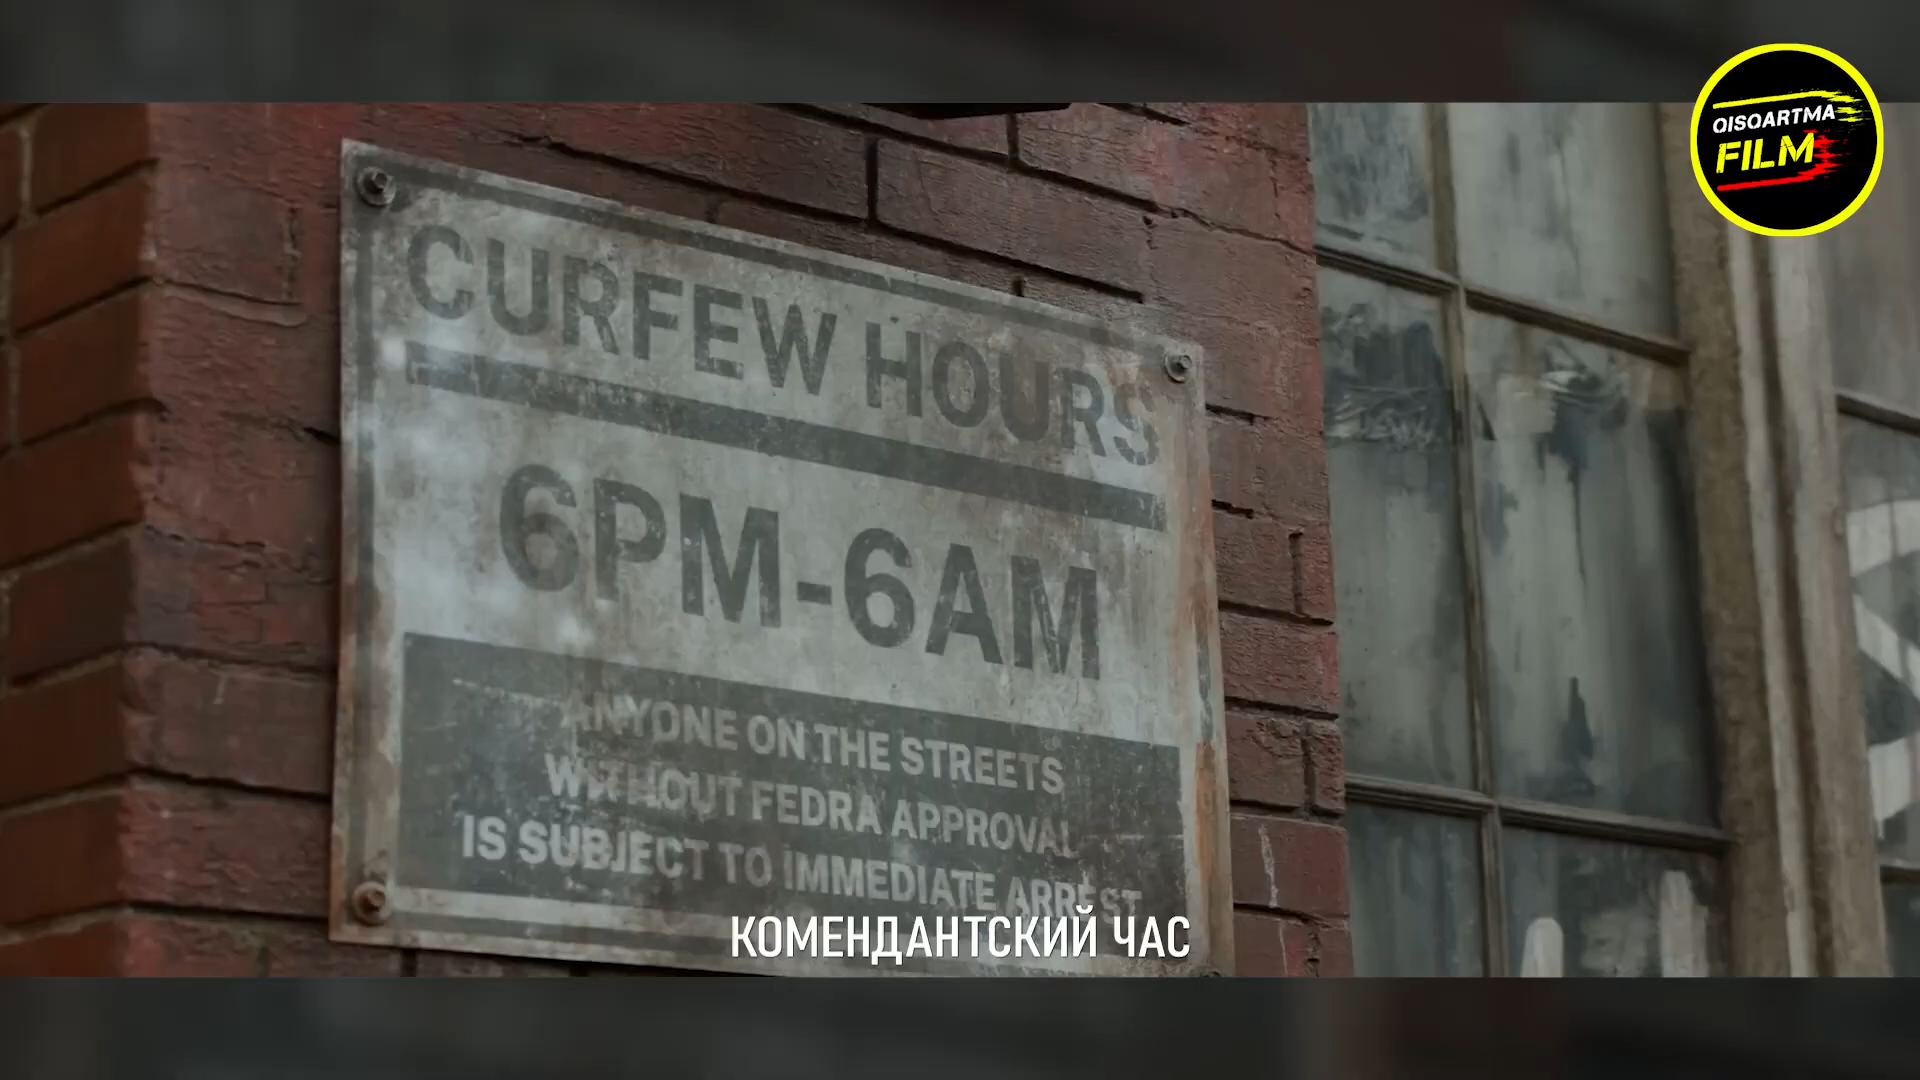 QISQARTMA
FILM
CURFEW HOURS
6PM-6AM
ANYONE ON THE STREETS
WITHOUT FEDRA APPROVAL
IS SUBJECT TO IMMEDIATE ARREST
КОМЕНДАНТСКИЙ ЧАС